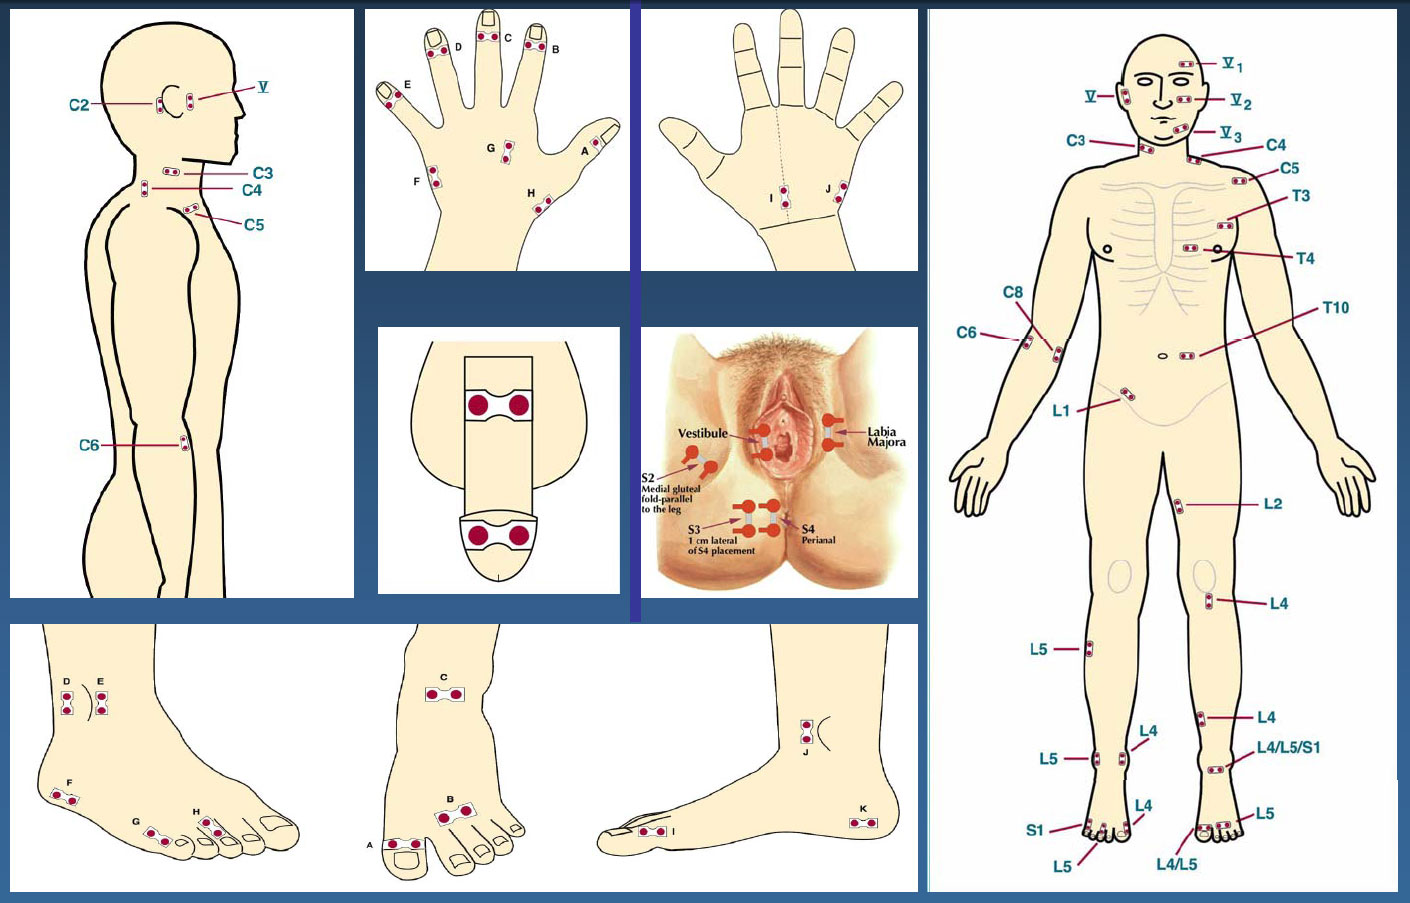 C2
V
C3
C4
C5
C6
D
C
B
E
G
A
F
H
I
J
Vestibule
Labia
Majora
S2
Medial gluteal
fold-parallel
to the leg
S3
1 cm lateral
of S4 placement
S4
Perianal
D
E
F
G
H
C
B
A
J
I
K
V1
V
V2
V3
C3
C4
C5
T3
T4
C8
C6
T10
L1
L2
L4
L5
L4
L4
L5
L4/L5/S1
L4
L5
S1
L5
L4/L5